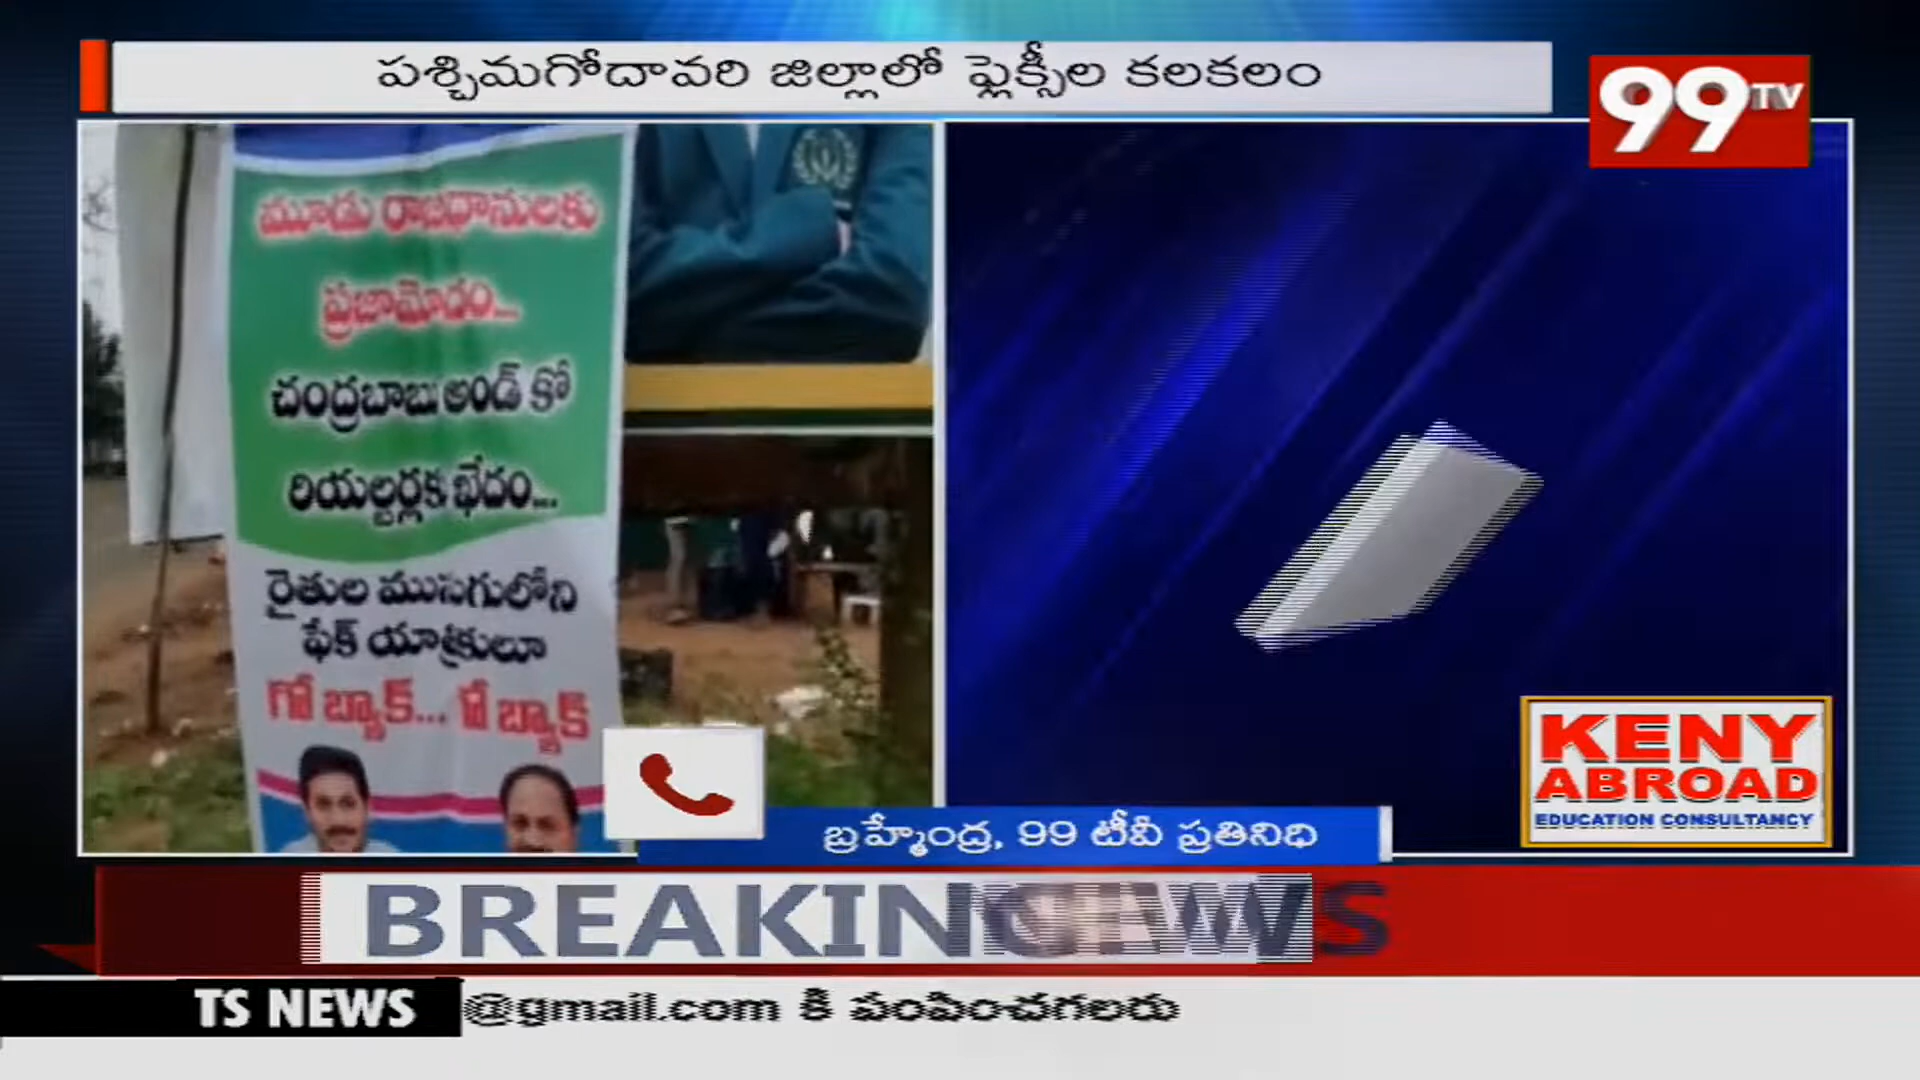 పశ్చిమగోదావరి జిల్లాలో ఫ్లెక్సీల కలకలం
99TV
మూడు రాజధానులకు
ప్రజామోదం...
చంద్రబాబు అండ్ కో
రియల్టర్లకు ఖేదం...
రైతుల ముసుగులోని
ఫేక్ యాత్రికులూ
గో బ్యాక్... గో బ్యాక్
KENY
ABROAD
EDUCATION CONSULTANCY
బ్రహ్మేంద్ర, 99 టీవీ ప్రతినిధి
BREAKING NEWS
TS NEWS @gmail.com కి పంపించగలరు